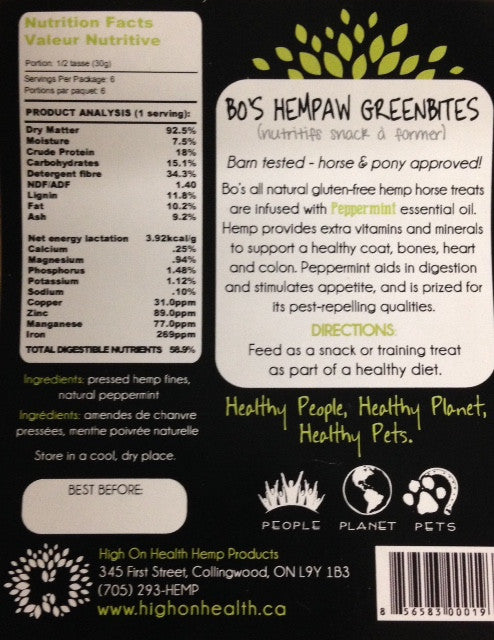 Nutrition Facts
Valeur Nutritive
Portion: 1/2 tasse (30g)
Servings Per Package: 6
Portions par paquet: 6
PRODUCT ANALYSIS (1 serving):
Dry Matter 92.5%
Moisture 7.5%
Crude Protein 18%
Carbohydrates 15.1%
Detergent fibre 34.3%
NDF/ADF 1.40
Lignin 11.8%
Fat 10.2%
Ash 9.2%
Net energy lactation 3.92kcal/g
Calcium .25%
Magnesium .94%
Phosphorus 1.48%
Potassium 1.12%
Sodium .10%
Copper 31.0ppm
Zinc 89.0ppm
Manganese 77.0ppm
Iron 269ppm
TOTAL DIGESTIBLE NUTRIENTS 58.9%
Ingredients: pressed hemp fines,
natural peppermint
Ingrédients: amendes de chanvre
pressées, menthe poivrée naturelle
Store in a cool, dry place.
BEST BEFORE:
BO'S HEMPAW GREENBITES
(nutritifs snack à former)
Barn tested - horse & pony approved!
Bo's all natural gluten-free hemp horse treats
are infused with Peppermint essential oil.
Hemp provides extra vitamins and minerals
to support a healthy coat, bones, heart
and colon. Peppermint aids in digestion
and stimulates appetite, and is prized for
its pest-repelling qualities.
DIRECTIONS:
Feed as a snack or training treat
as part of a healthy diet.
Healthy People, Healthy Planet,
Healthy Pets.
PEOPLE PLANET PETS
High On Health Hemp Products
345 First Street, Collingwood, ON L9Y 1B3
(705) 293-HEMP
www.highonhealth.ca
8 56583 00019